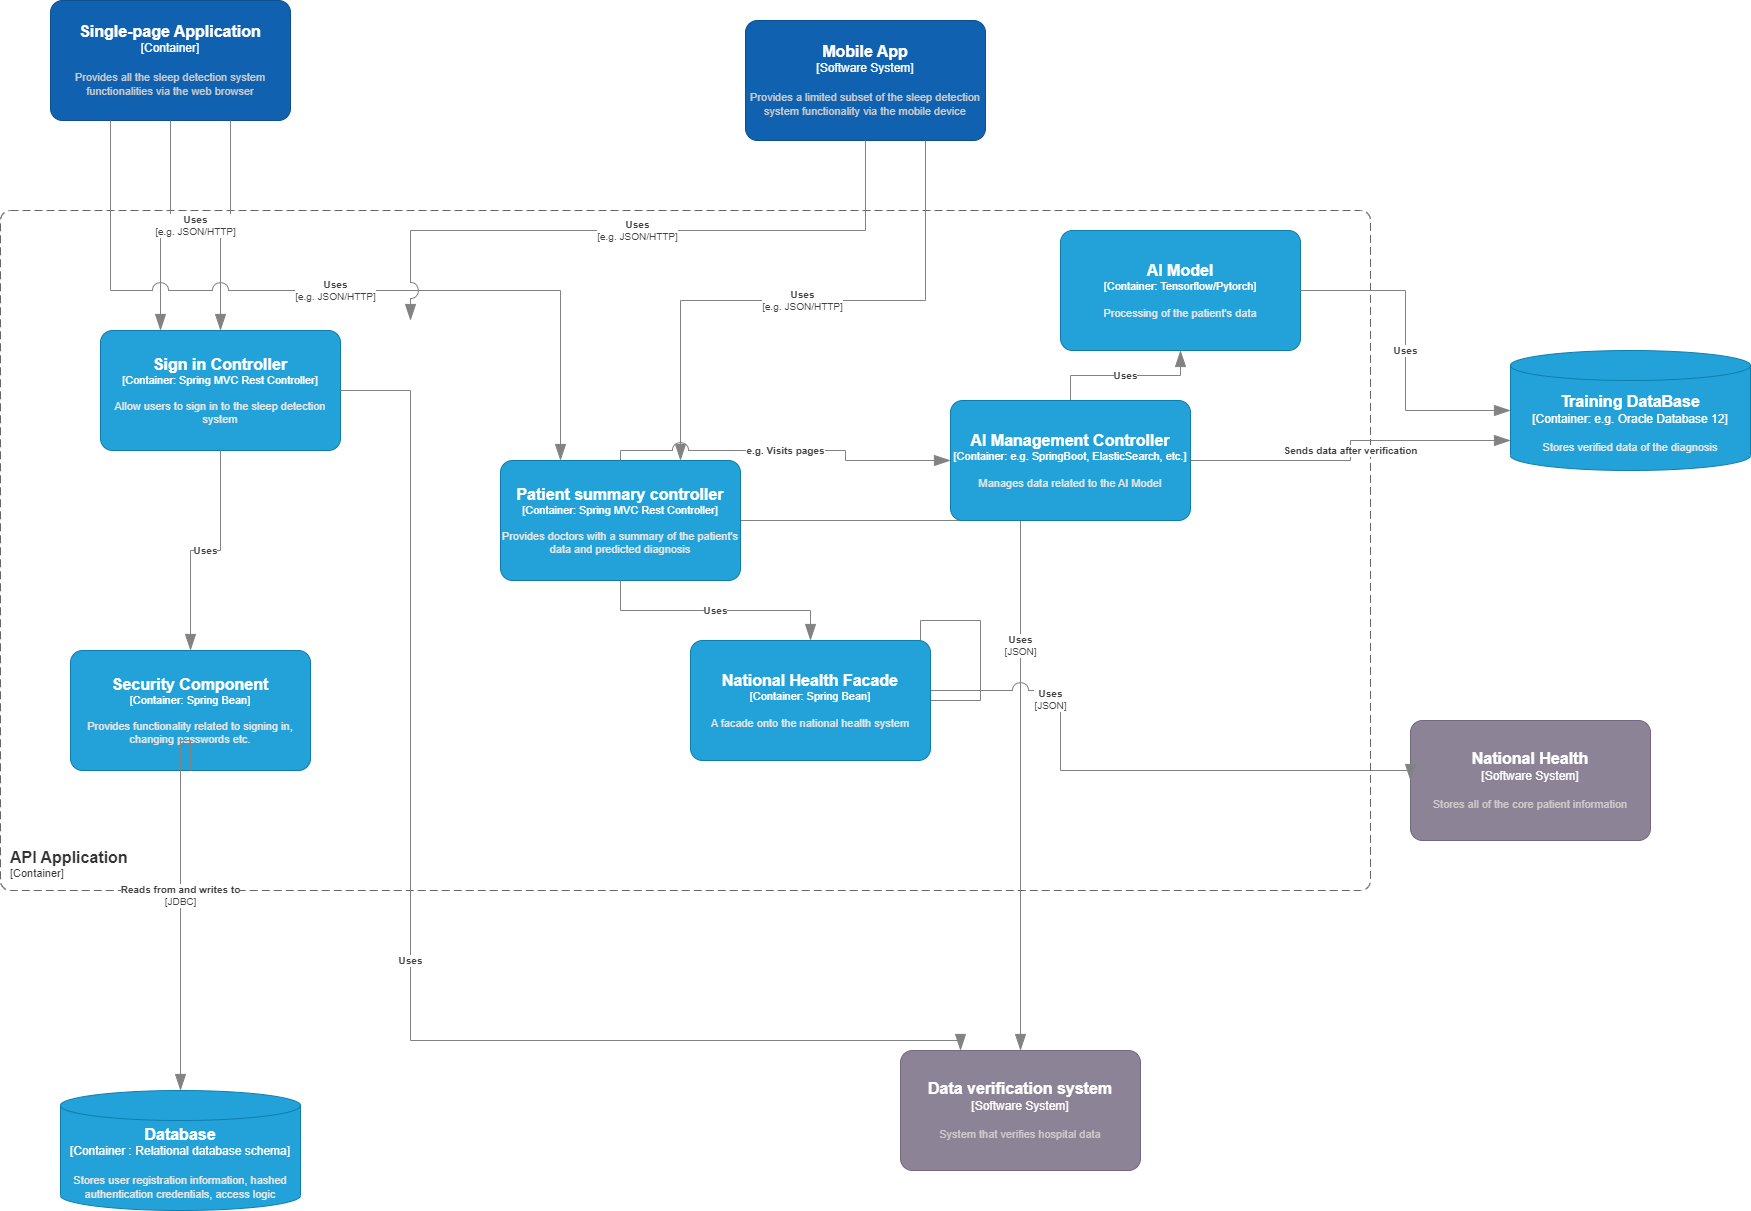 Single-page Application
[Container]
Provides all the sleep detection system
functionalities via the web browser
Mobile App
[Software System]
Provides a limited subset of the sleep detection
system functionality via the mobile device
Uses
[e.g. JSON/HTTP]
Uses
[e.g. JSON/HTTP]
Uses
[e.g. JSON/HTTP]
Uses
[e.g. JSON/HTTP]
AI Model
[Container: Tensorflow/Pytorch]
Processing of the patient's data
Uses
Uses
Sign in Controller
[Container: Spring MVC Rest Controller]
Allow users to sign in to the sleep detection
system
Training DataBase
[Container: e.g. Oracle Database 12]
Stores verified data of the diagnosis
AI Management Controller
[Container: e.g. SpringBoot, ElasticSearch, etc.]
Manages data related to the AI Model
e.g. Visits pages
Sends data after verification
Patient summary controller
[Container: Spring MVC Rest Controller]
Provides doctors with a summary of the patient's
data and predicted diagnosis
Uses
Uses
Uses
[JSON]
National Health Facade
[Container: Spring Bean]
A facade onto the national health system
Uses
[JSON]
Security Component
[Container: Spring Bean]
Provides functionality related to signing in,
changing passwords etc.
National Health
[Software System]
Stores all of the core patient information
API Application
[Container]
Reads from and writes to
[JDBC]
Uses
Data verification system
[Software System]
System that verifies hospital data
Database
[Container : Relational database schema]
Stores user registration information, hashed
authentication credentials, access logic